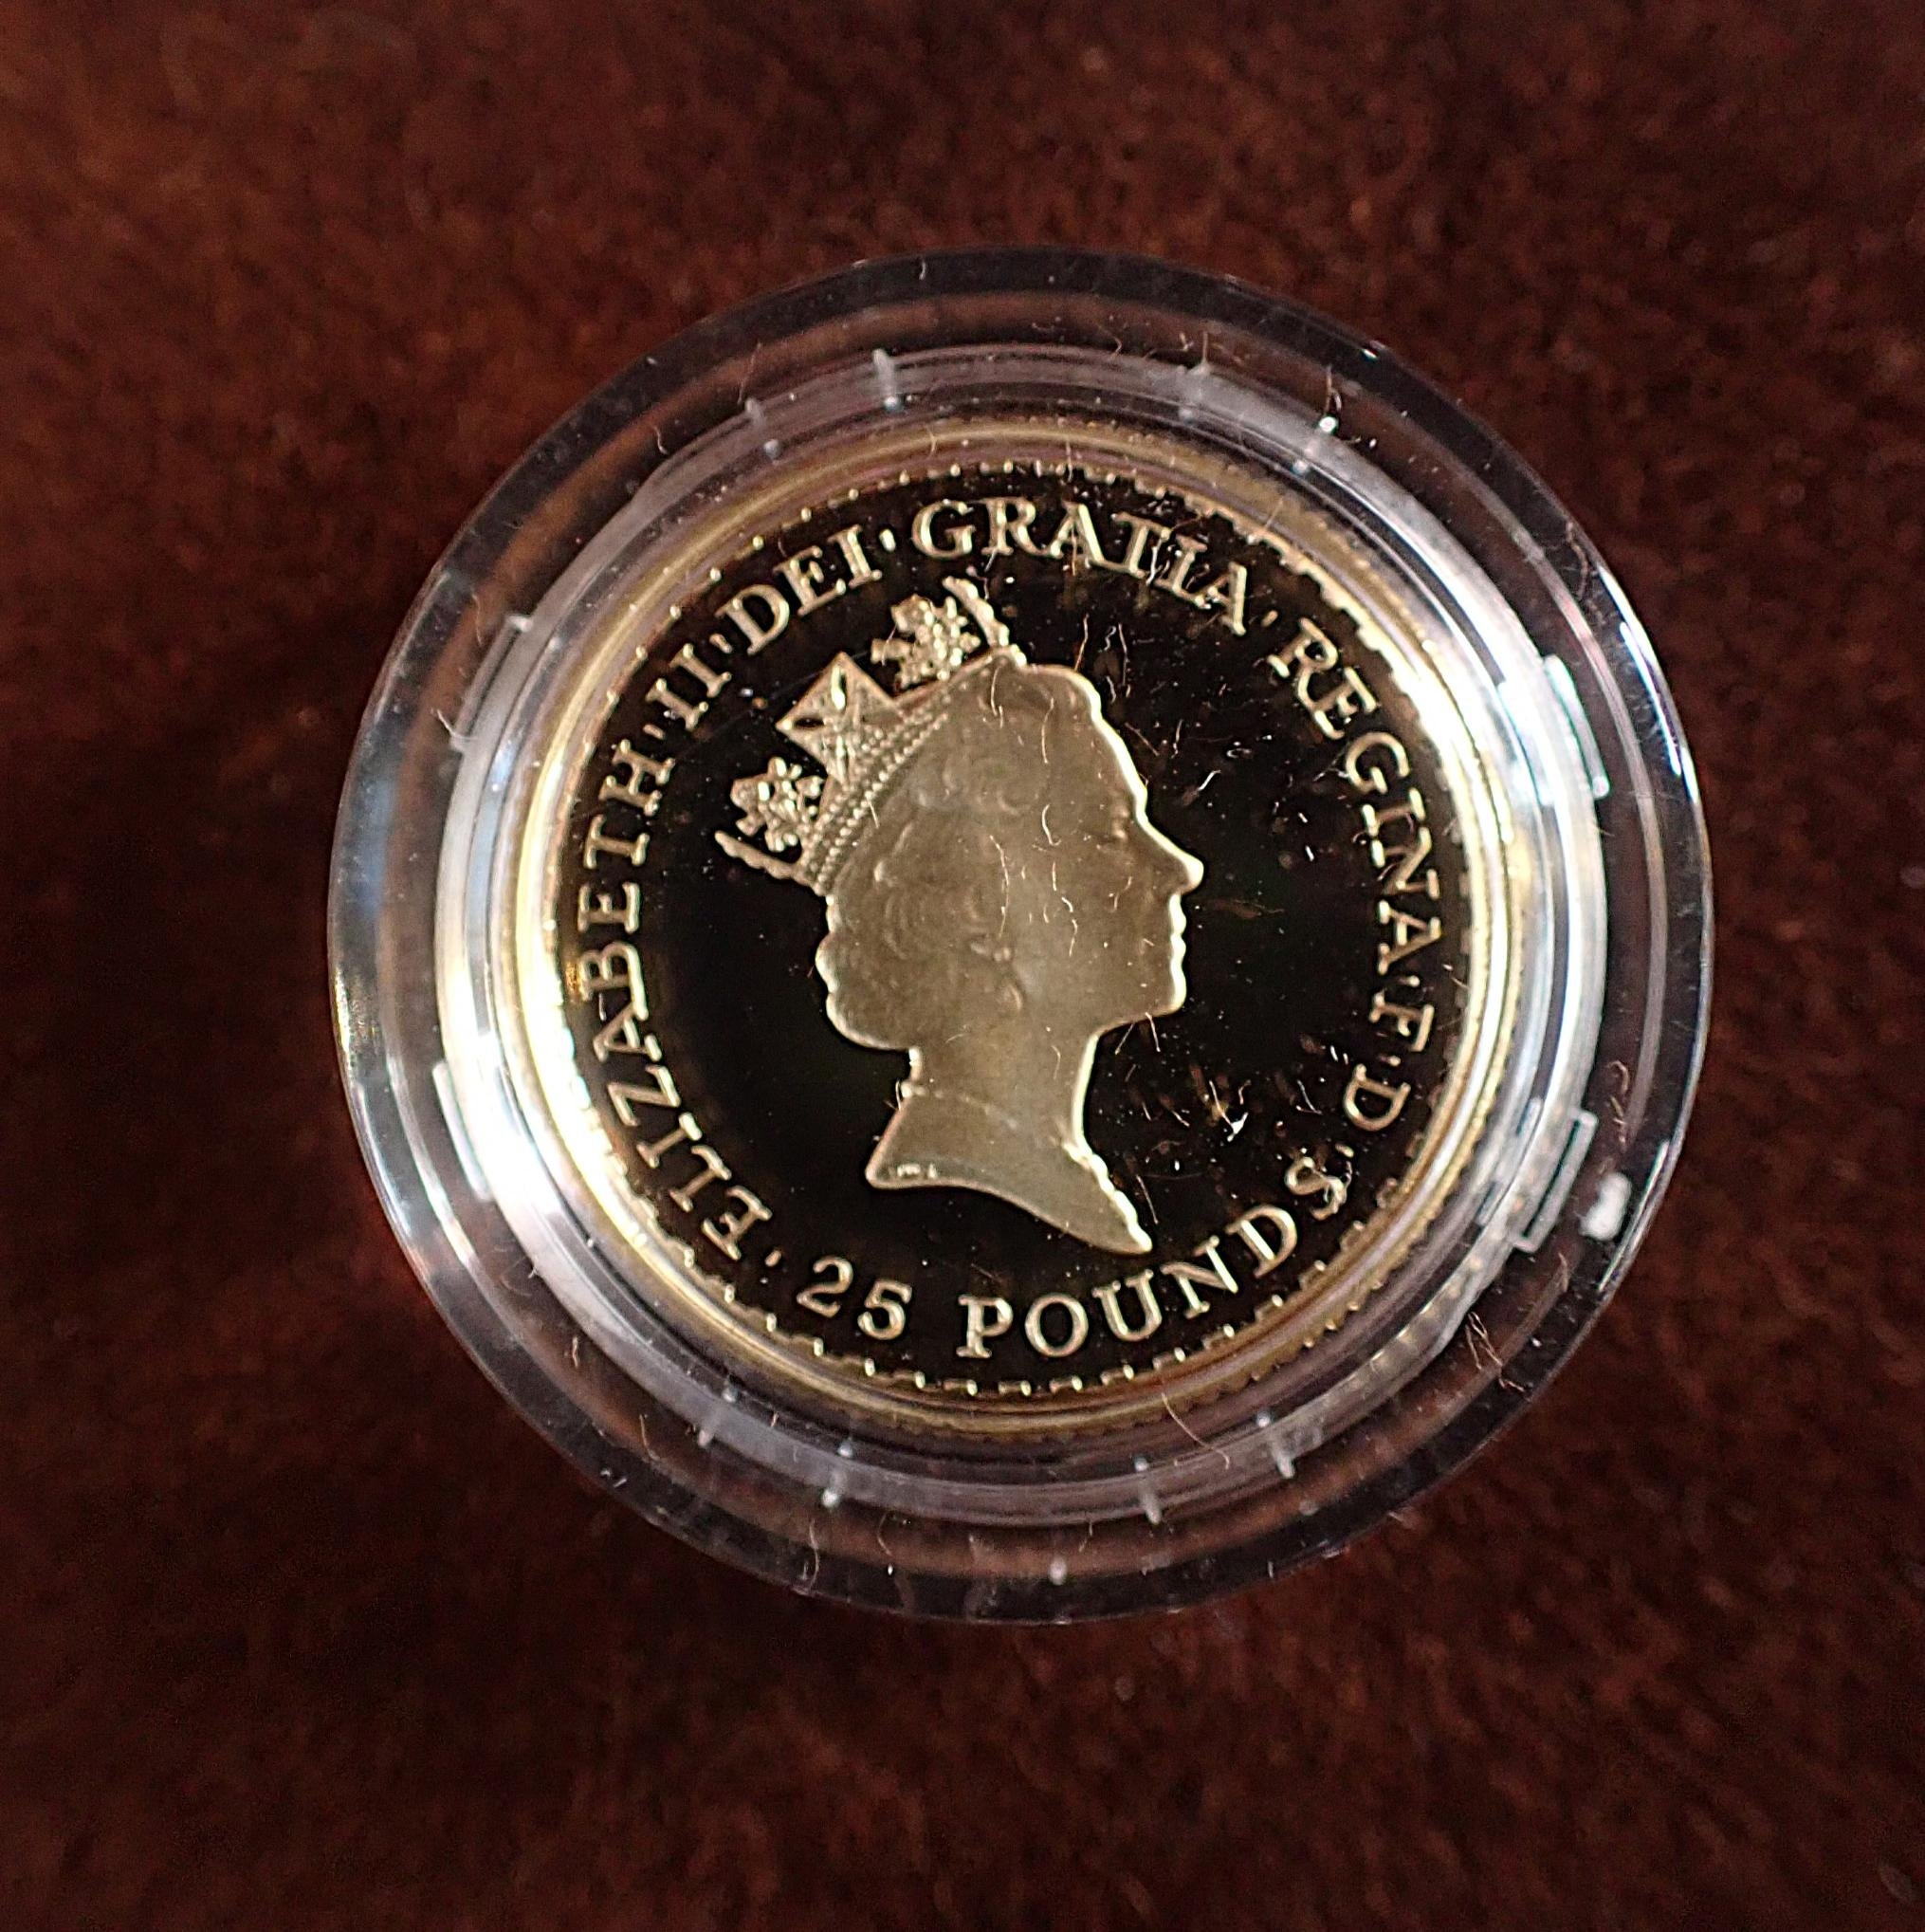 ELIZABETH·II·DEI·GRATIA·REGINA·F·D·
25 POUNDS